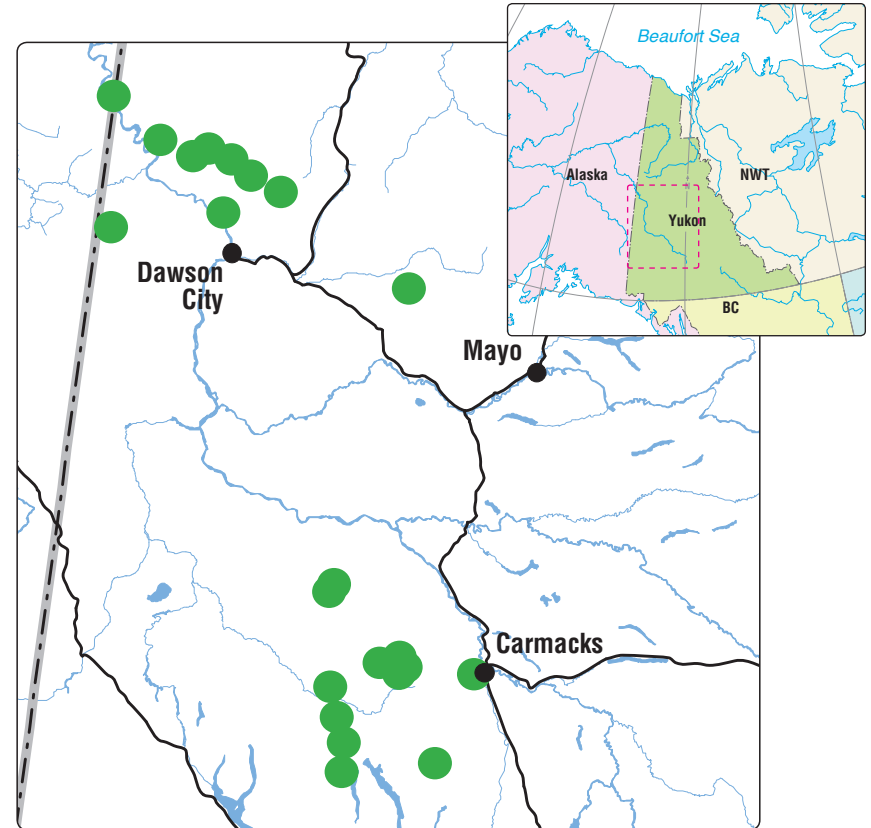 Beaufort Sea
Alaska
NWT
Yukon
BC
Dawson
City
Mayo
Carmacks